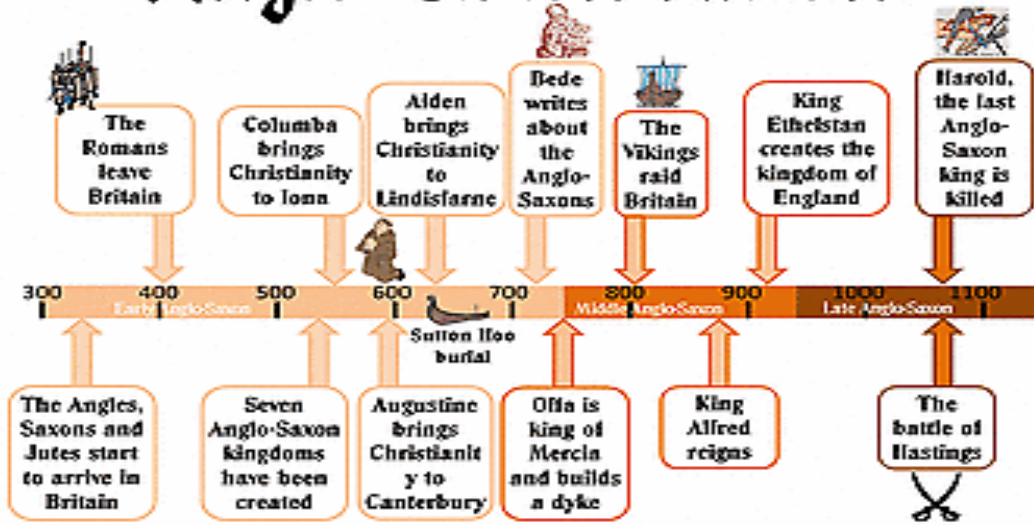 The
Romans
leave
Britain
Columba
brings
Christianity
to Iona
Aiden
brings
Christianity
to
Lindisfarne
Bede
writes
about
the
Anglo-
Saxons
The
Vikings
raid
Britain
King
Ethelstan
creates the
kingdom of
England
Harold,
the last
Anglo-
Saxon
king is
killed
300 400 500 600 700 800 900 1000 1100
Early Anglo-Saxon Middle Anglo-Saxon Late Anglo-Saxon
Sutton Hoo
burial
The Angles,
Saxons and
Jutes start
to arrive in
Britain
Seven
Anglo-Saxon
kingdoms
have been
created
Augustine
brings
Christianit
y to
Canterbury
Offa is
king of
Mercia
and builds
a dyke
King
Alfred
reigns
The
battle of
Hastings